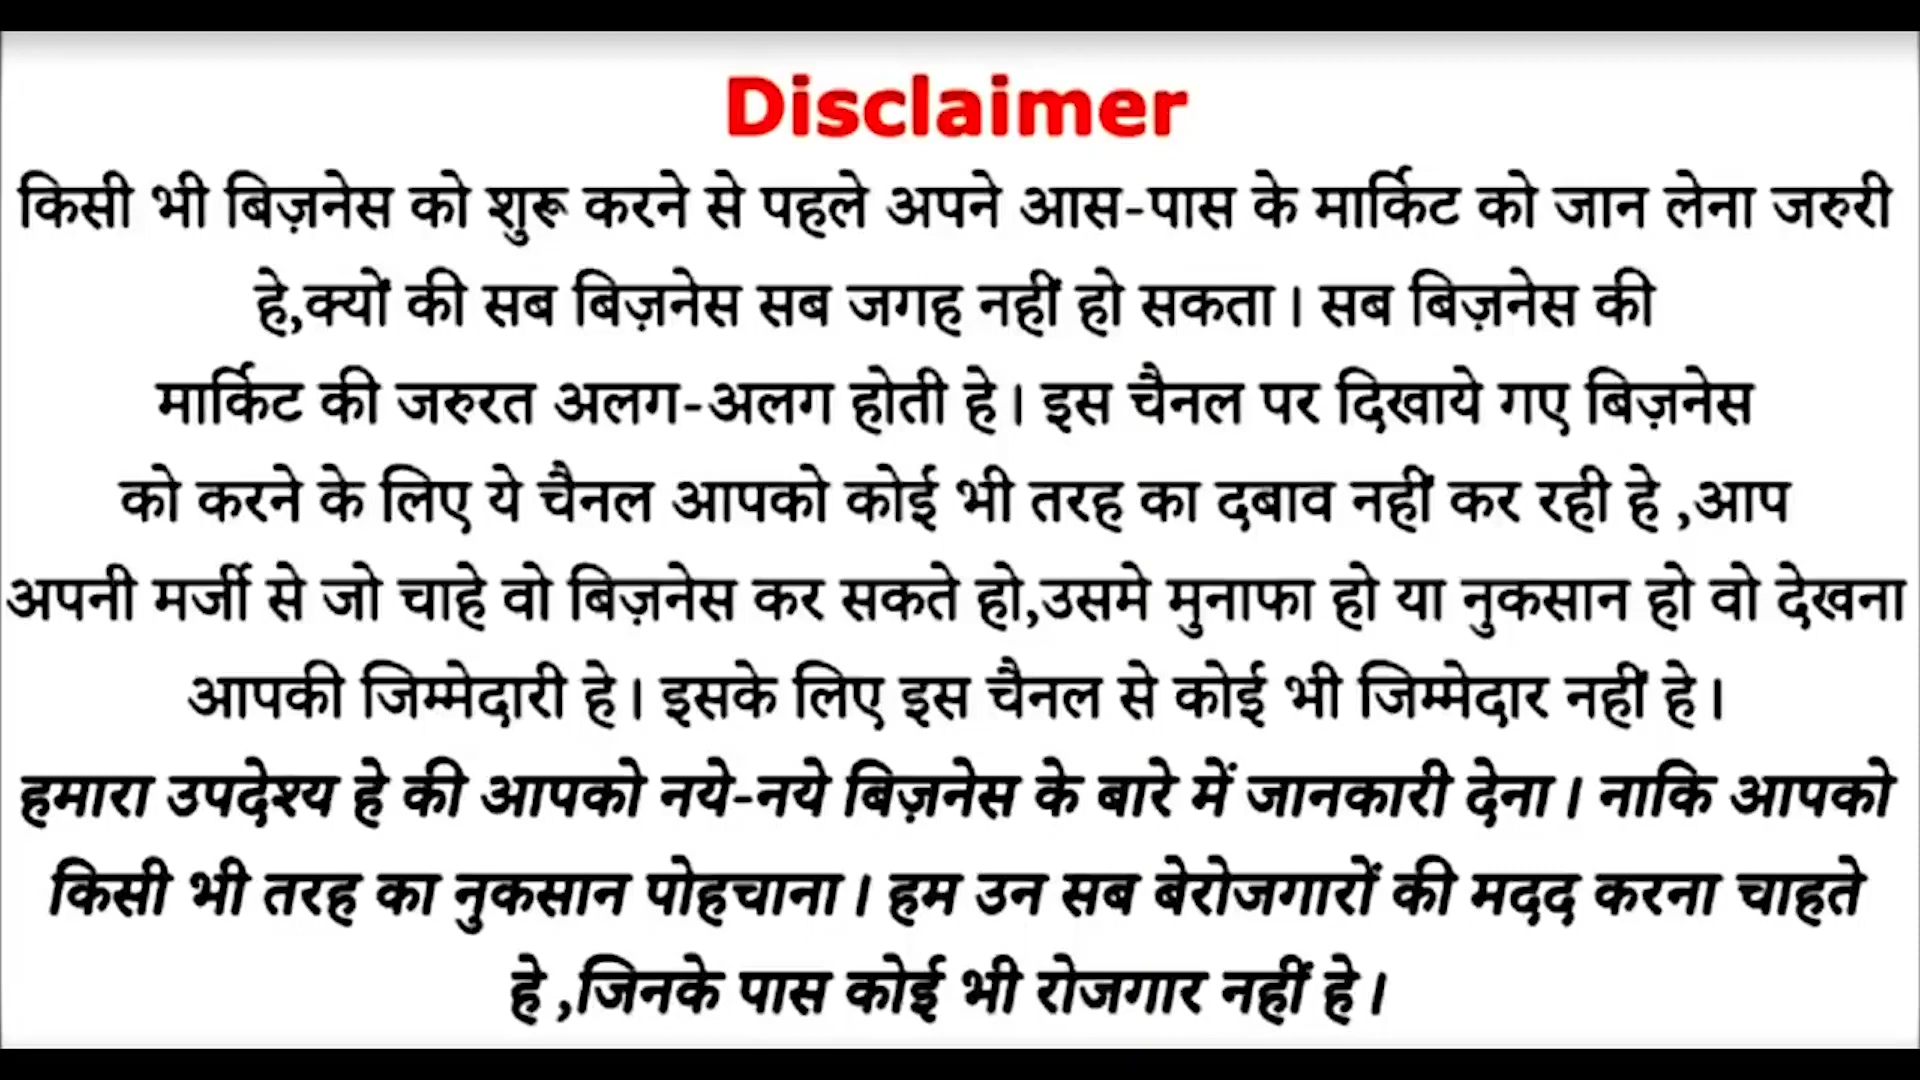 Disclaimer
किसी भी बिज़नेस को शुरू करने से पहले अपने आस-पास के मार्किट को जान लेना जरुरी
हे,क्यों की सब बिज़नेस सब जगह नहीं हो सकता। सब बिज़नेस की
मार्किट की जरुरत अलग-अलग होती हे। इस चैनल पर दिखाये गए बिज़नेस
को करने के लिए ये चैनल आपको कोई भी तरह का दबाव नहीं कर रही हे ,आप
अपनी मर्जी से जो चाहे वो बिज़नेस कर सकते हो,उसमे मुनाफा हो या नुकसान हो वो देखना
आपकी जिम्मेदारी हे। इसके लिए इस चैनल से कोई भी जिम्मेदार नहीं हे।
हमारा उपदेश्य हे की आपको नये-नये बिज़नेस के बारे में जानकारी देना। नाकि आपको
किसी भी तरह का नुकसान पोहचाना। हम उन सब बेरोजगारों की मदद करना चाहते
हे ,जिनके पास कोई भी रोजगार नहीं हे।